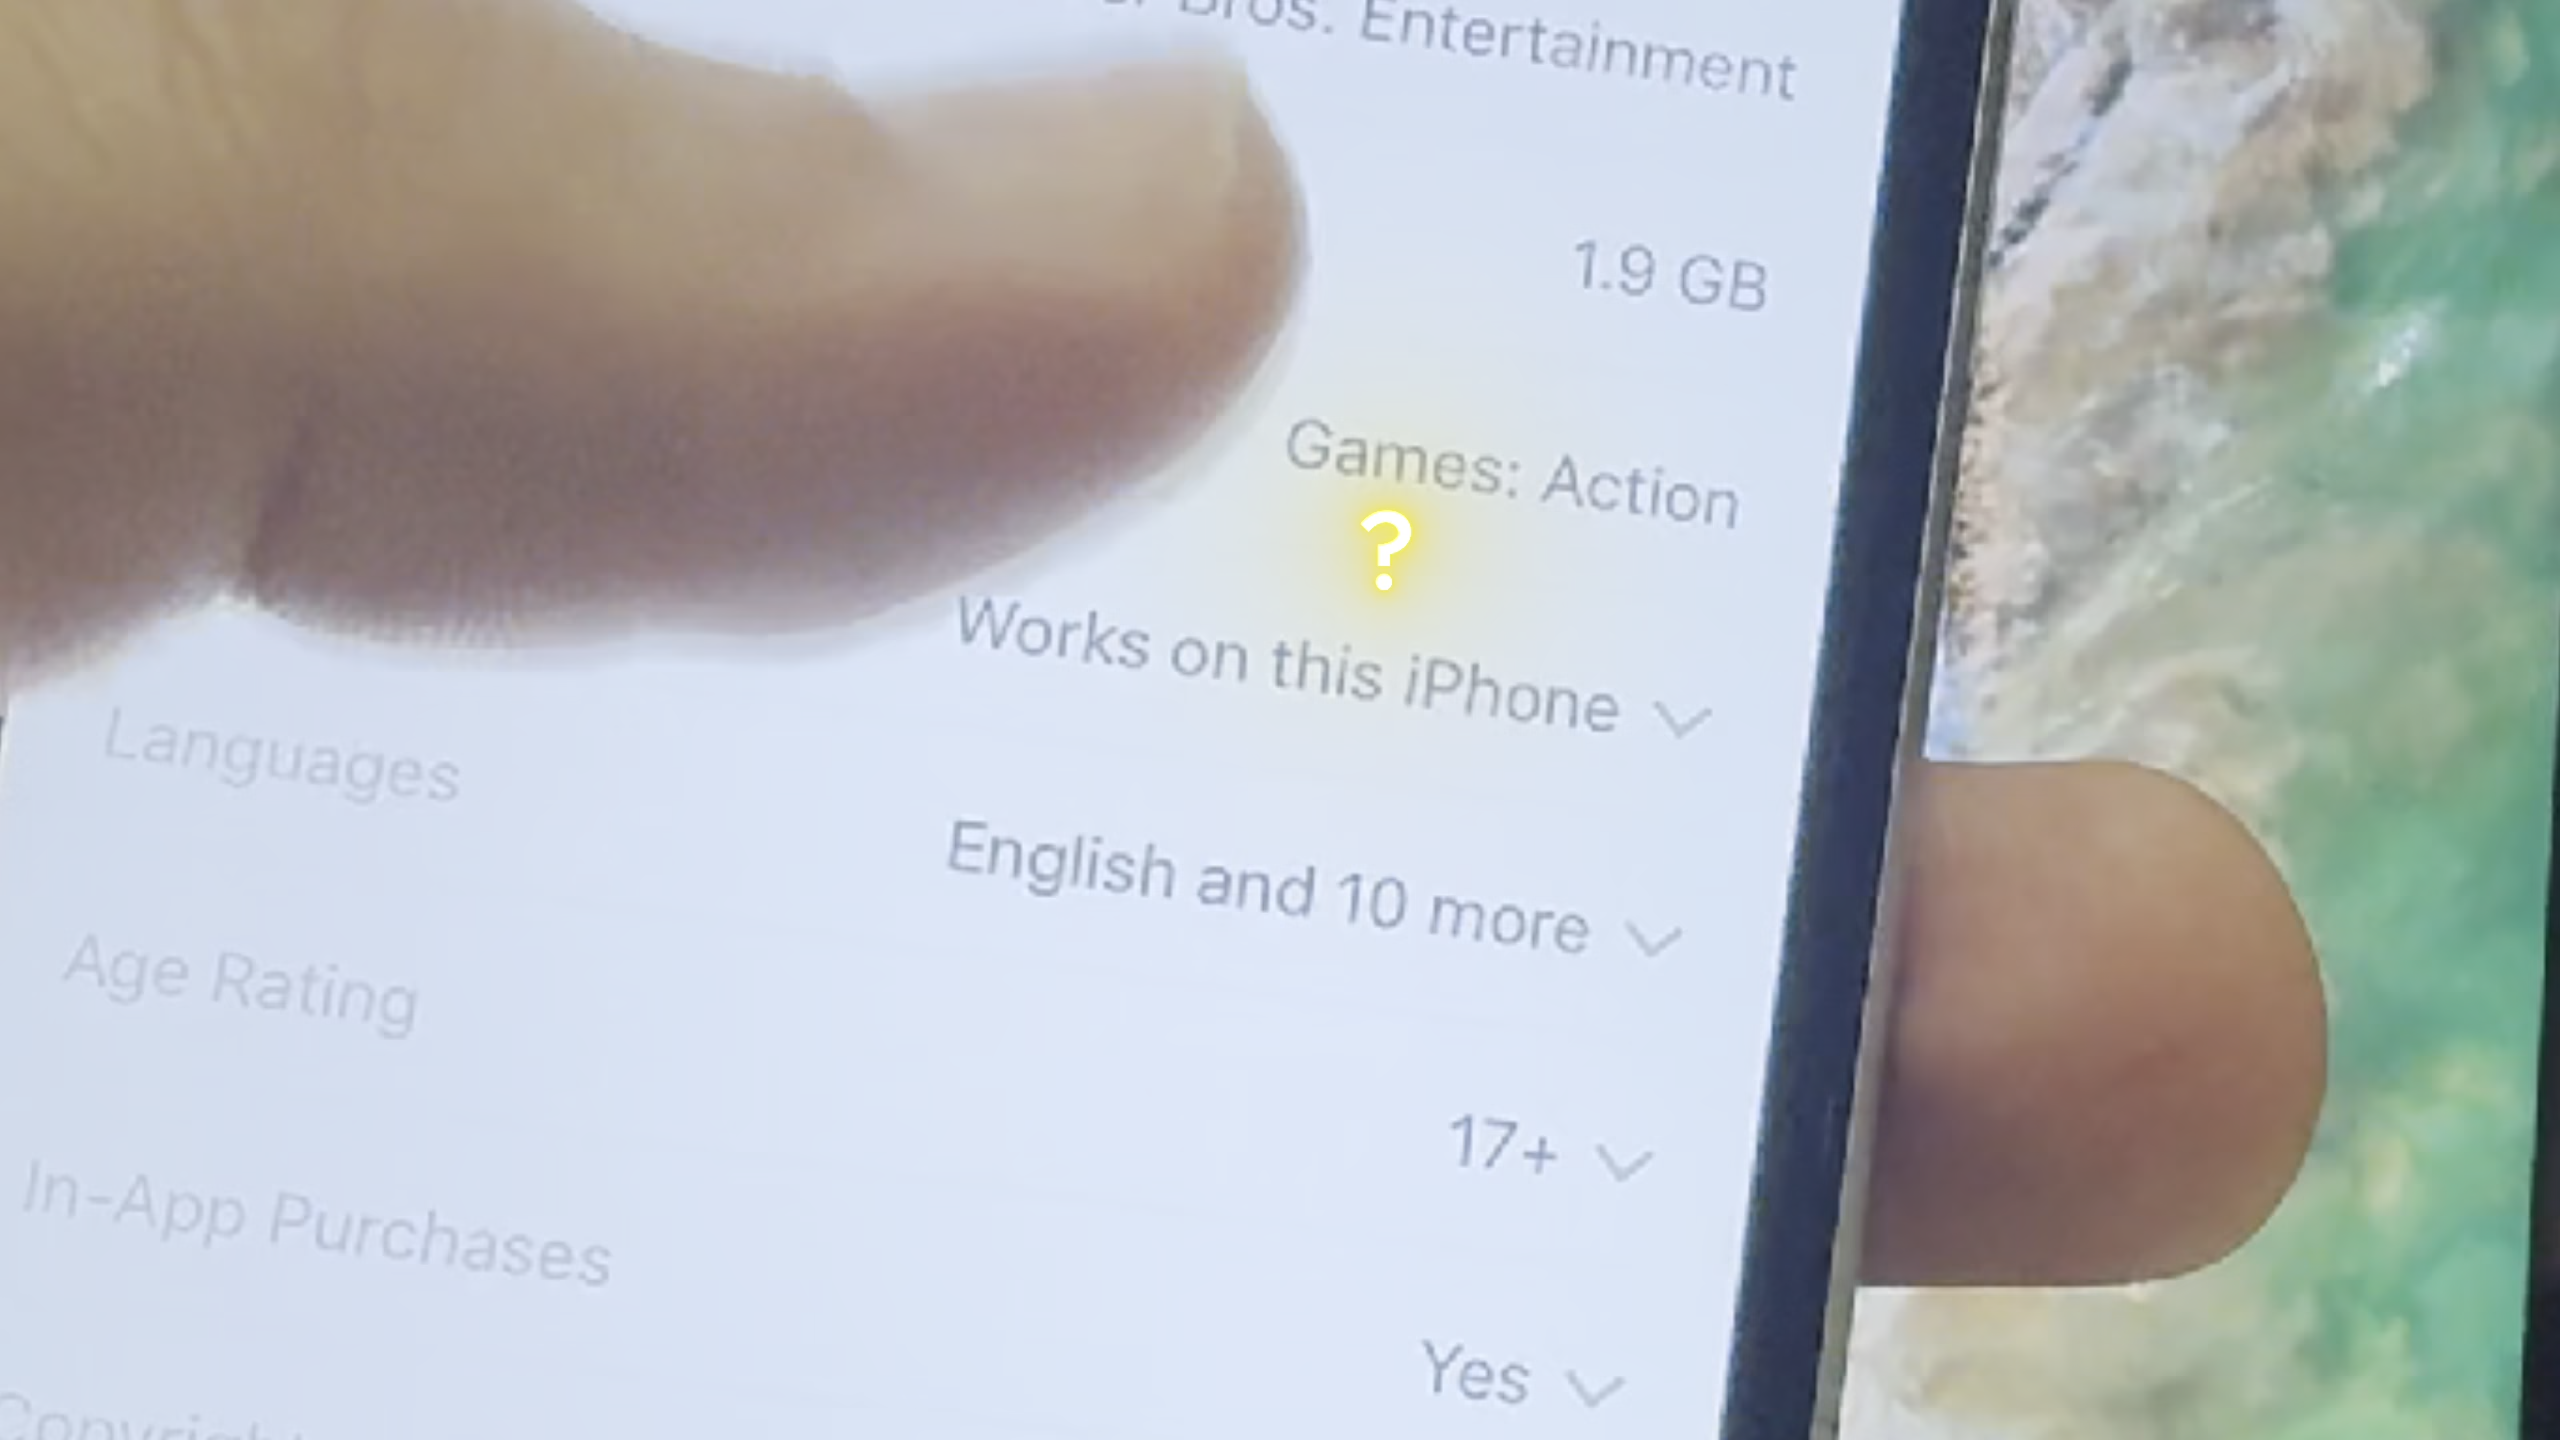 Bros. Entertainment
1.9 GB
Games: Action
?
Works on this iPhone
Languages
English and 10 more
Age Rating
17+
In-App Purchases
Yes